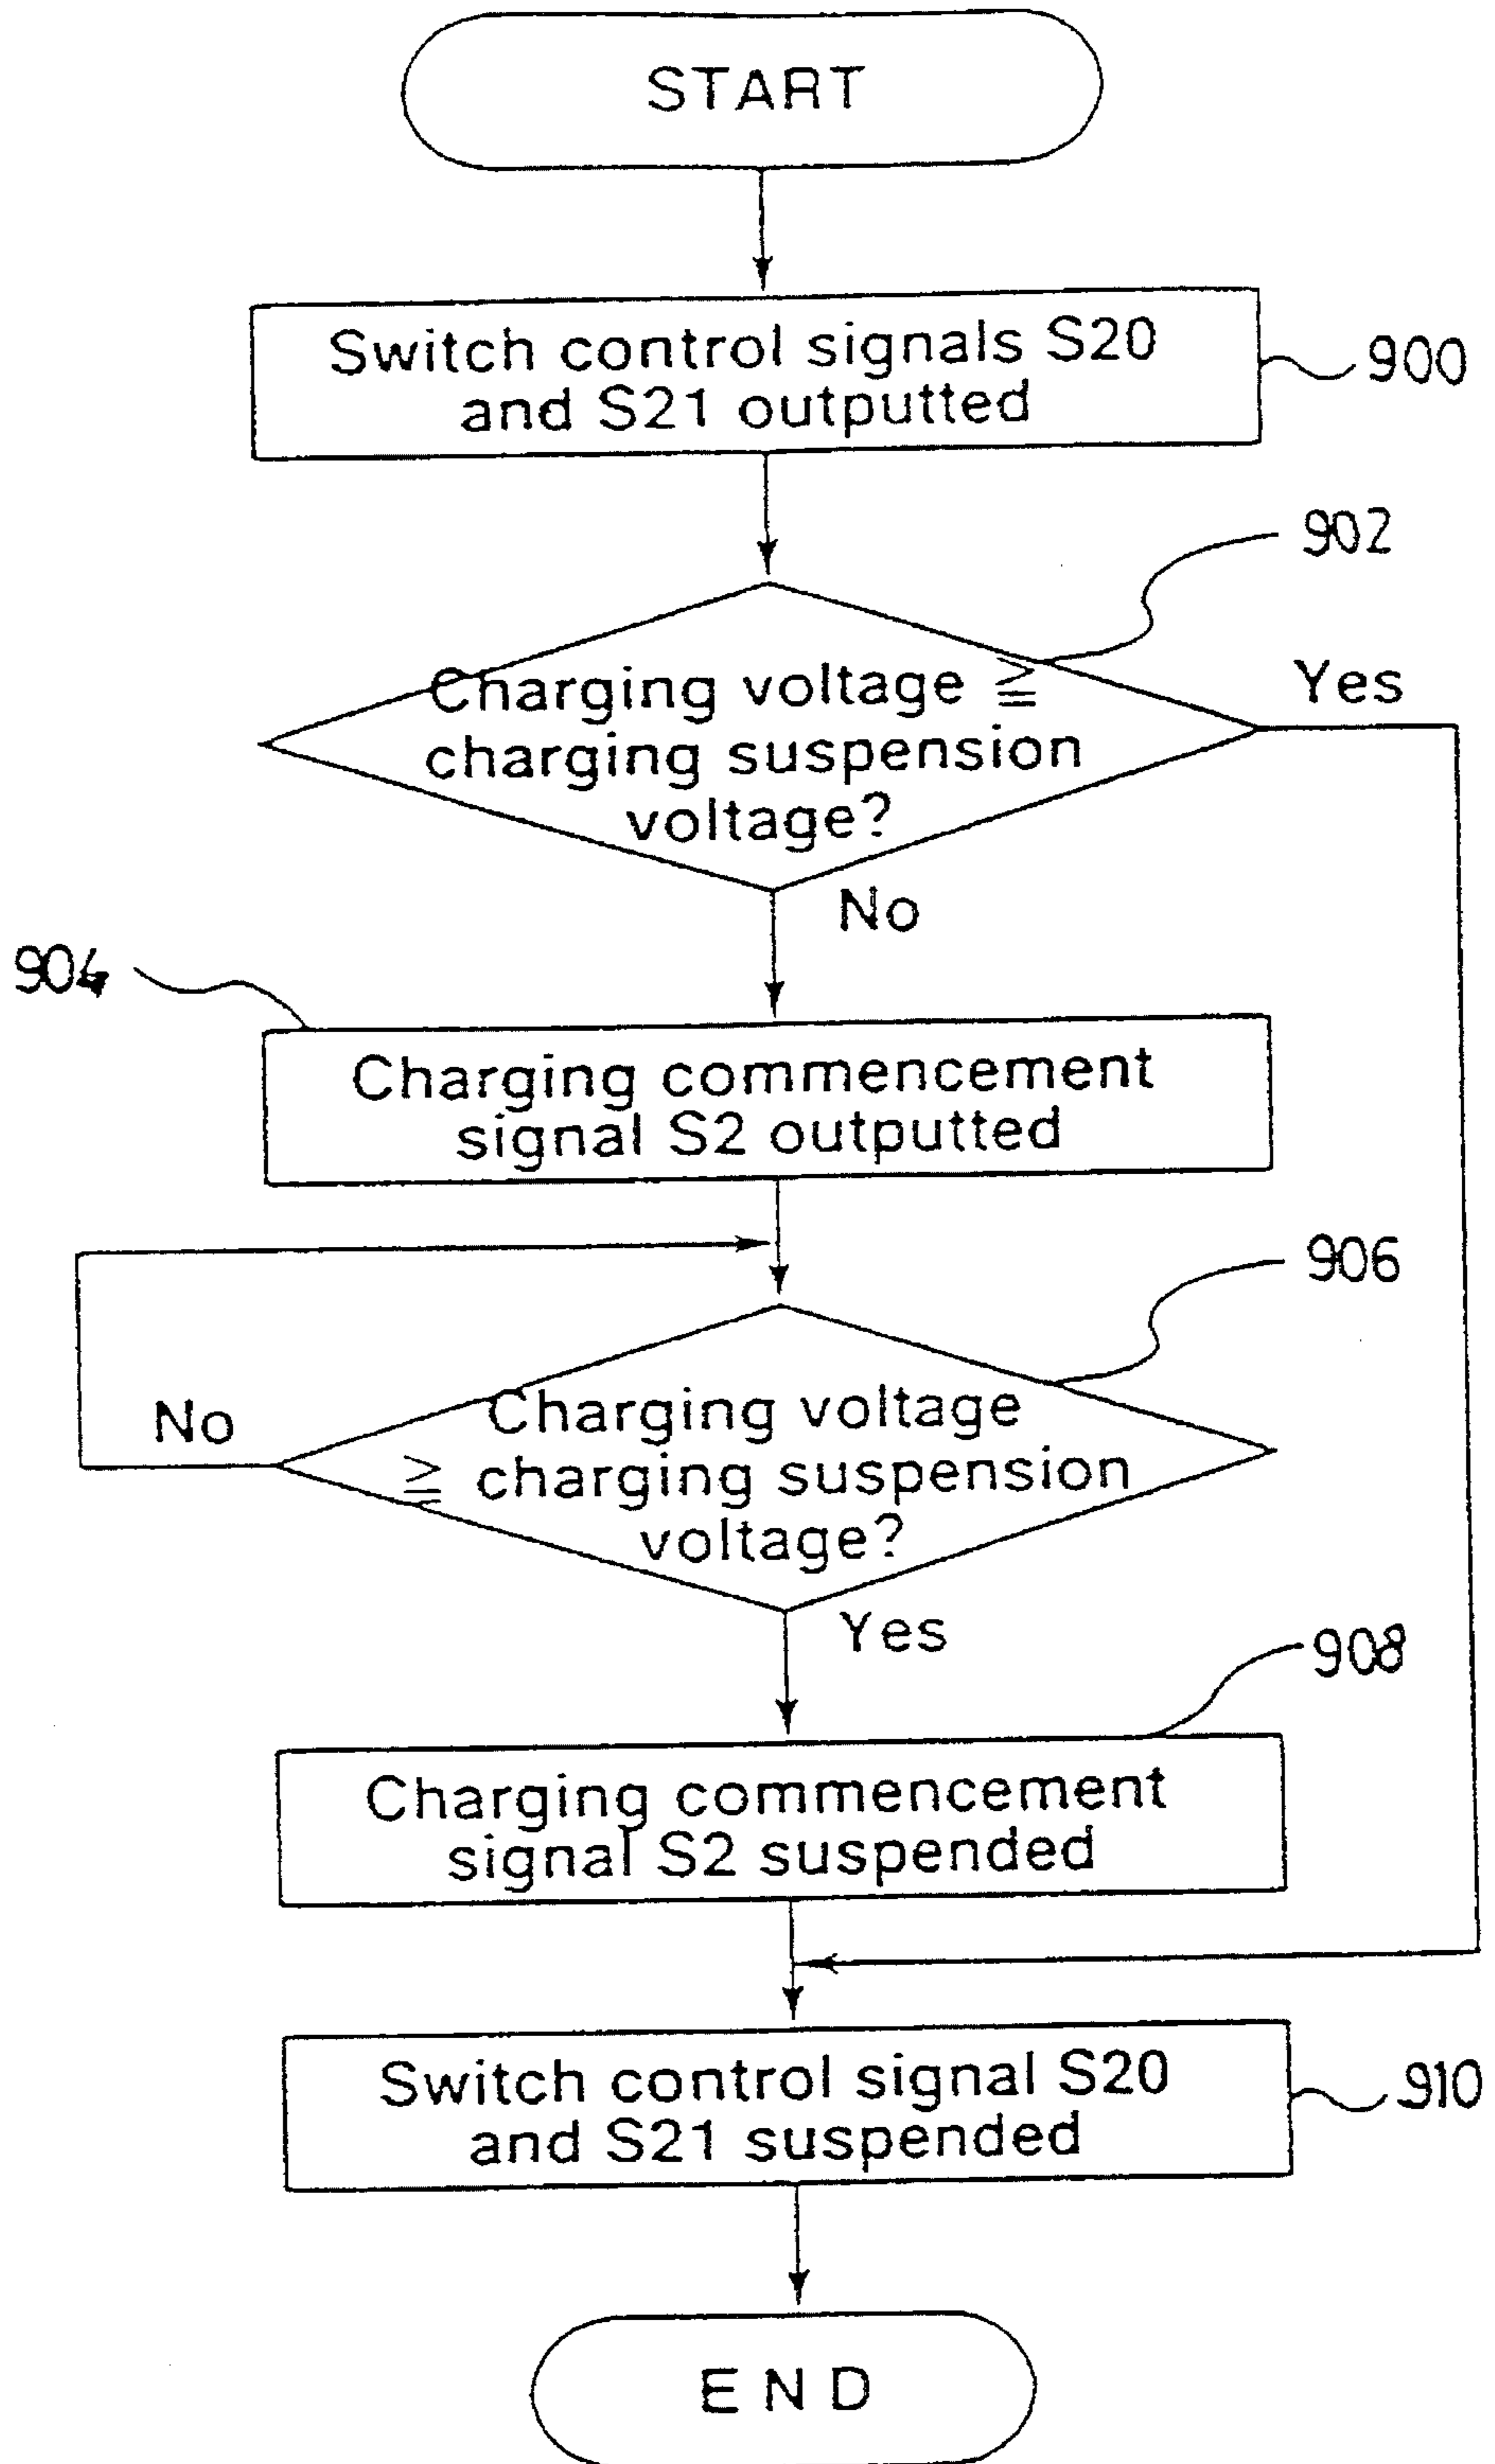 START
Switch control signals S20
and S21 outputted
900
902
Charging voltage ≧
charging suspension
voltage?
Yes
No
904
Charging commencement
signal S2 outputted
906
Charging voltage
≧ charging suspension
voltage?
No
Yes
908
Charging commencement
signal S2 suspended
Switch control signal S20
and S21 suspended
910
END